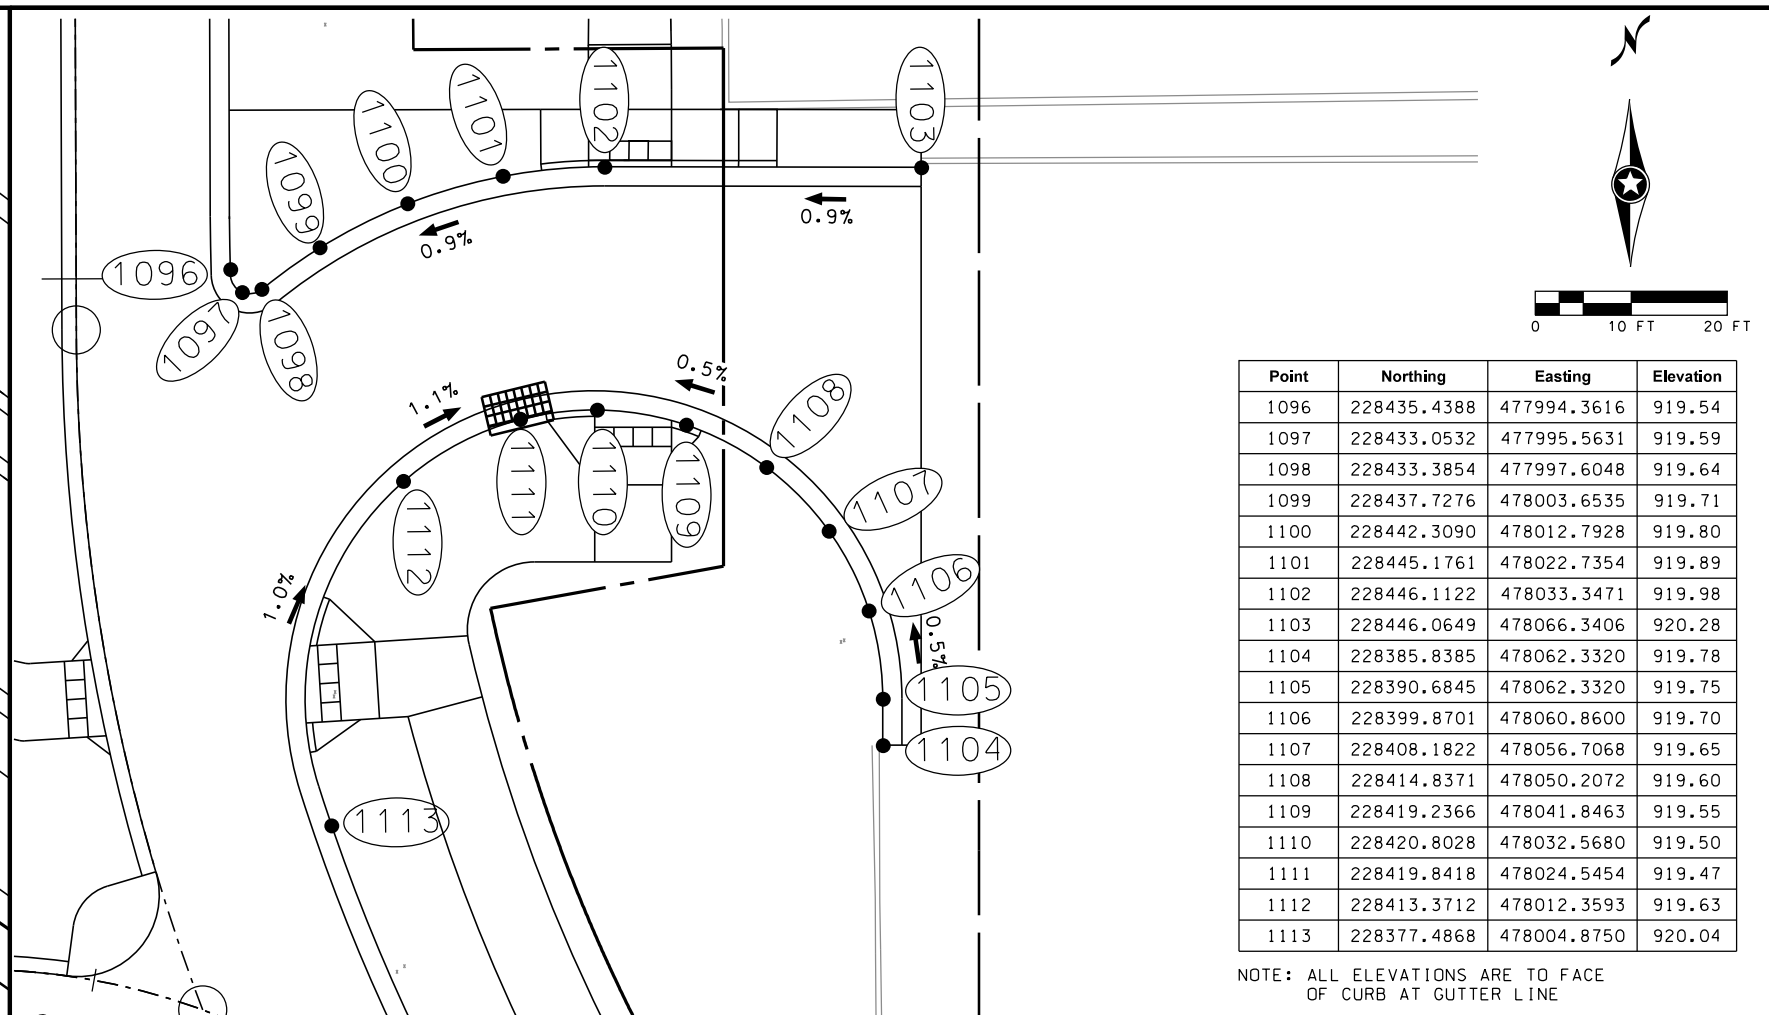 N
1102
1103
1101
1100
1099
0.9%
0.9%
1096
1097
1098
0 10 FT 20 FT
0.5%
1.1%
1108
1107
1111
1110
1109
1112
1106
1.0%
0.5%
1105
1104
1113
Point Northing Easting Elevation
1096 228435.4388 477994.3616 919.54
1097 228433.0532 477995.5631 919.59
1098 228433.3854 477997.6048 919.64
1099 228437.7276 478003.6535 919.71
1100 228442.3090 478012.7928 919.80
1101 228445.1761 478022.7354 919.89
1102 228446.1122 478033.3471 919.98
1103 228446.0649 478066.3406 920.28
1104 228385.8385 478062.3320 919.78
1105 228390.6845 478062.3320 919.75
1106 228399.8701 478060.8600 919.70
1107 228408.1822 478056.7068 919.65
1108 228414.8371 478050.2072 919.60
1109 228419.2366 478041.8463 919.55
1110 228420.8028 478032.5680 919.50
1111 228419.8418 478024.5454 919.47
1112 228413.3712 478012.3593 919.63
1113 228377.4868 478004.8750 920.04
NOTE: ALL ELEVATIONS ARE TO FACE
OF CURB AT GUTTER LINE